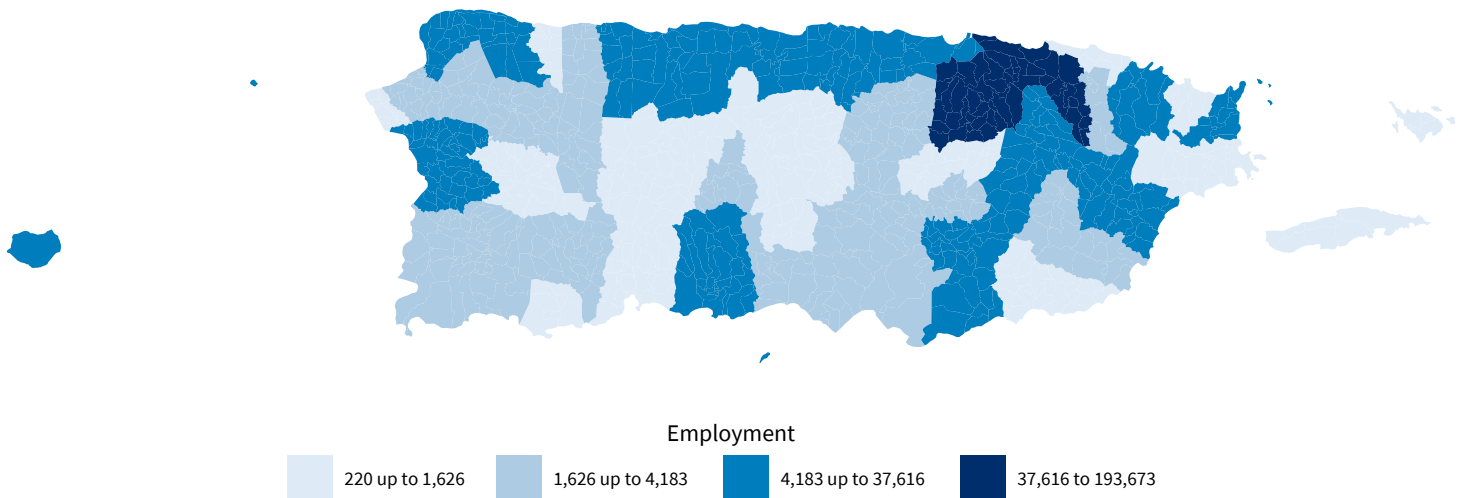 Employment
220 up to 1,626
1,626 up to 4,183
4,183 up to 37,616
37,616 to 193,673